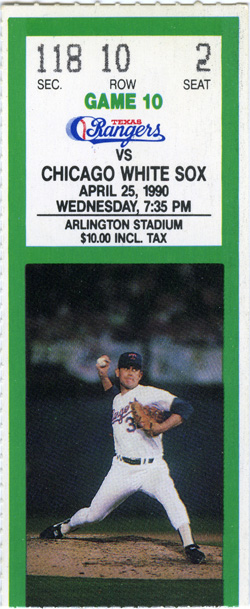 118 10 2
SEC. ROW SEAT
GAME 10
TEXAS
Rangers
VS
CHICAGO WHITE SOX
APRIL 25, 1990
WEDNESDAY, 7:35 PM
ARLINGTON STADIUM
$10.00 INCL. TAX